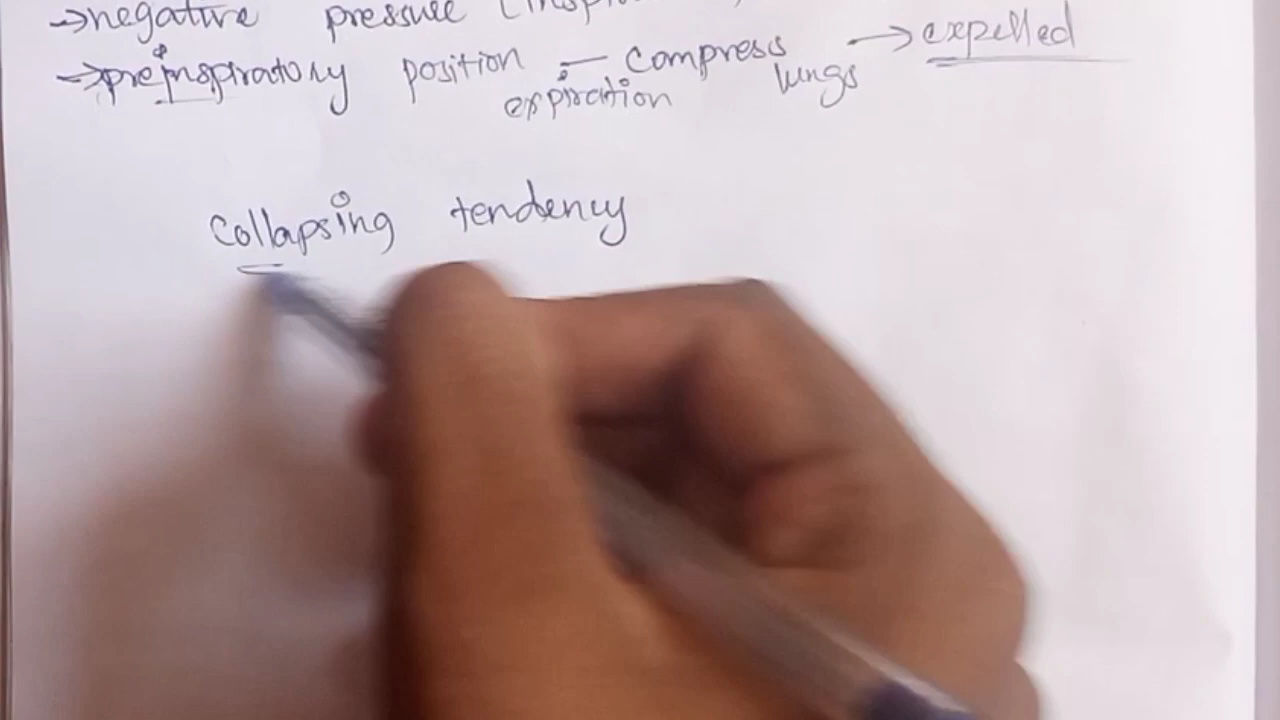 →negative pressure
→preinspiratory position – compress lungs → expelled
expiration
Collapsing tendency